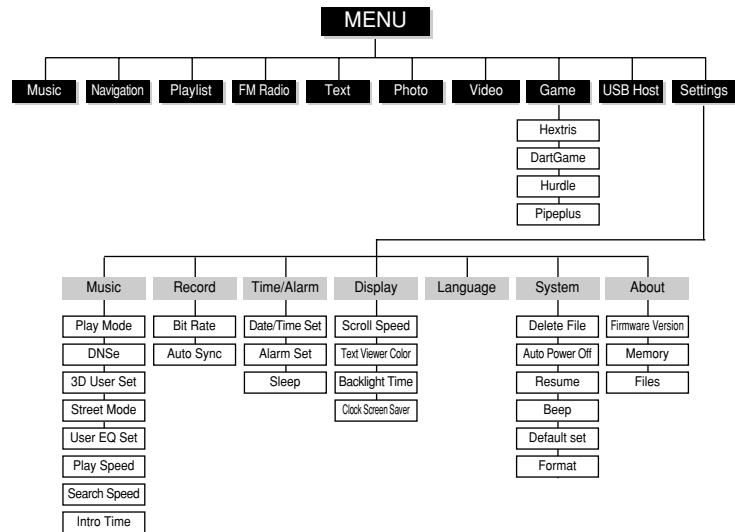 MENU
Music Navigation Playlist FM Radio Text Photo Video Game USB Host Settings
Hextris
DartGame
Hurdle
Pipeplus
Music Record Time/Alarm Display Language System About
Play Mode Bit Rate Date/Time Set Scroll Speed Delete File Firmware Version
DNSe Auto Sync Alarm Set Text Viewer Color Auto Power Off Memory
3D User Set Sleep Backlight Time Resume Files
Street Mode Clock Screen Saver Beep
User EQ Set Default set
Play Speed Format
Search Speed
Intro Time